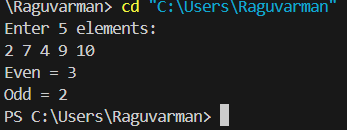 \Raguvarman> cd "C:\Users\Raguvarman"
Enter 5 elements:
2 7 4 9 10
Even = 3
Odd = 2
PS C:\Users\Raguvarman>